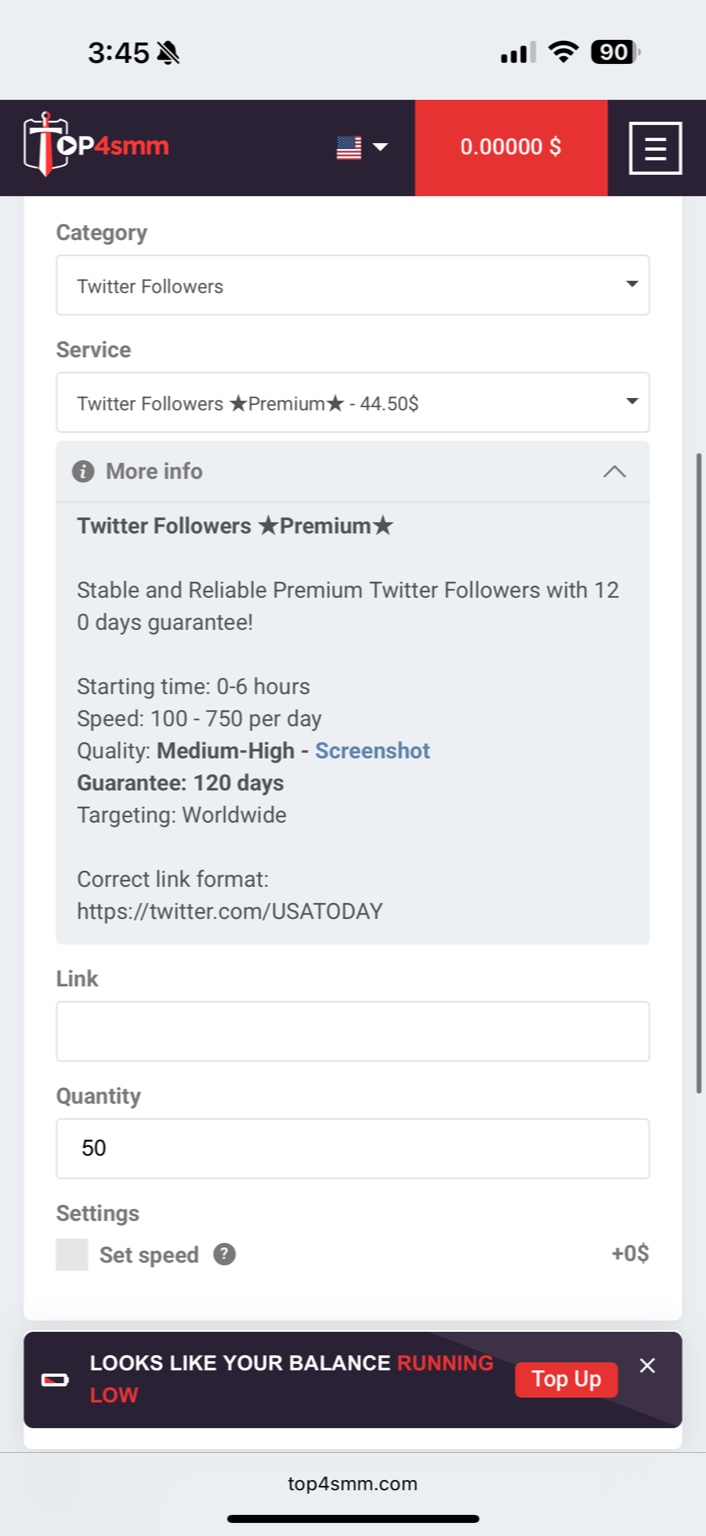 3:45
90
TOP4smm
0.00000 $
Category
Twitter Followers
Service
Twitter Followers ★Premium★ - 44.50$
More info
Twitter Followers ★Premium★
Stable and Reliable Premium Twitter Followers with 12
0 days guarantee!
Starting time: 0-6 hours
Speed: 100 - 750 per day
Quality: Medium-High - Screenshot
Guarantee: 120 days
Targeting: Worldwide
Correct link format:
https://twitter.com/USATODAY
Link
Quantity
50
Settings
Set speed ? +0$
LOOKS LIKE YOUR BALANCE RUNNING
LOW
Top Up
top4smm.com